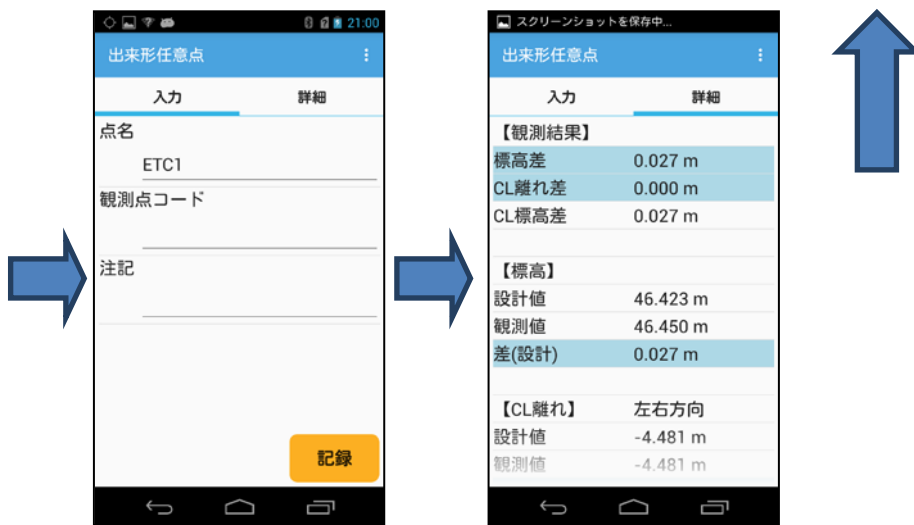 21:00
出来形任意点
入力 詳細
点名
ETC1
観測点コード
注記
記録
スクリーンショットを保存中...
出来形任意点
入力 詳細
【観測結果】
標高差 0.027 m
CL離れ差 0.000 m
CL標高差 0.027 m
【標高】
設計値 46.423 m
観測値 46.450 m
差(設計) 0.027 m
【CL離れ】 左右方向
設計値 -4.481 m
観測値 -4.481 m